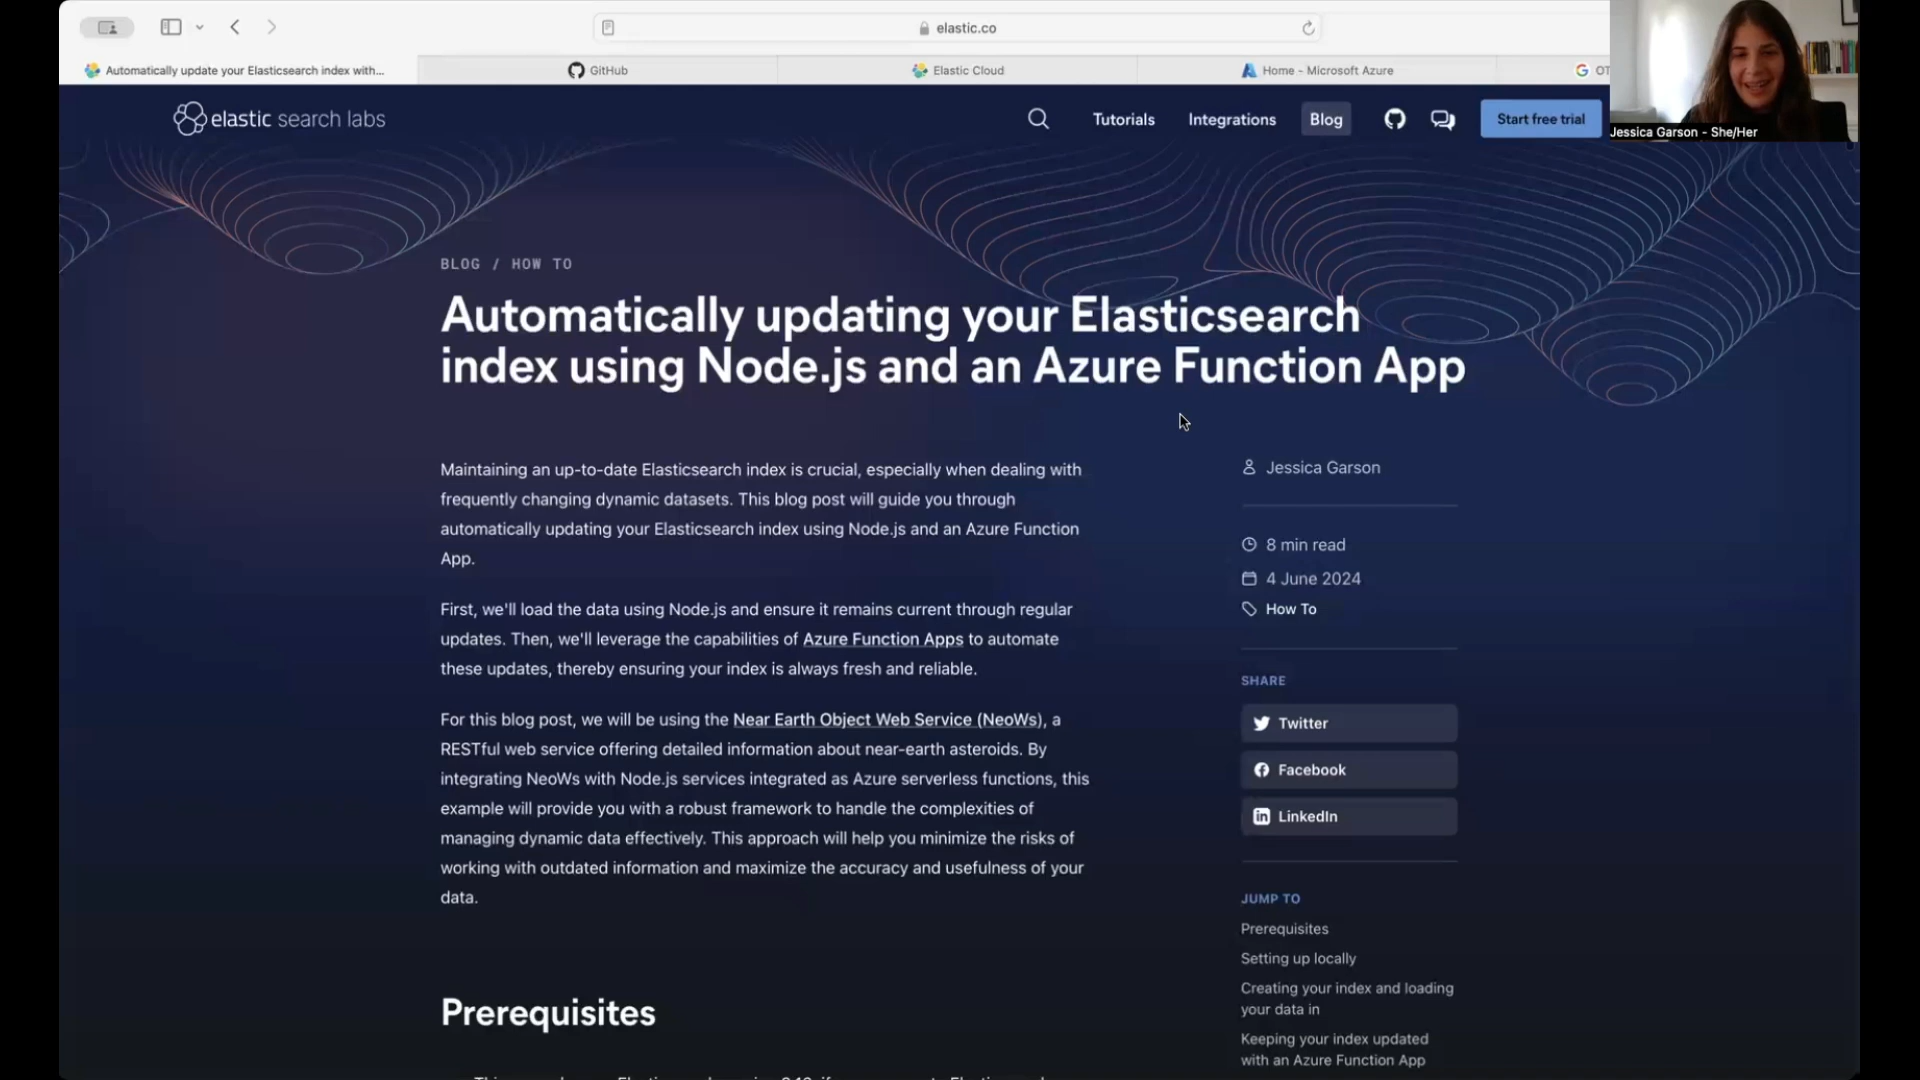 elastic.co
Automatically update your Elasticsearch index with...
GitHub
Elastic Cloud
Home - Microsoft Azure
OT
Jessica Garson - She/Her
elastic search labs
Tutorials
Integrations
Blog
Start free trial
BLOG / HOW TO
Automatically updating your Elasticsearch
index using Node.js and an Azure Function App
Maintaining an up-to-date Elasticsearch index is crucial, especially when dealing with
frequently changing dynamic datasets. This blog post will guide you through
automatically updating your Elasticsearch index using Node.js and an Azure Function
App.
First, we'll load the data using Node.js and ensure it remains current through regular
updates. Then, we'll leverage the capabilities of Azure Function Apps to automate
these updates, thereby ensuring your index is always fresh and reliable.
For this blog post, we will be using the Near Earth Object Web Service (NeoWs), a
RESTful web service offering detailed information about near-earth asteroids. By
integrating NeoWs with Node.js services integrated as Azure serverless functions, this
example will provide you with a robust framework to handle the complexities of
managing dynamic data effectively. This approach will help you minimize the risks of
working with outdated information and maximize the accuracy and usefulness of your
data.
Prerequisites
Jessica Garson
8 min read
4 June 2024
How To
SHARE
Twitter
Facebook
LinkedIn
JUMP TO
Prerequisites
Setting up locally
Creating your index and loading
your data in
Keeping your index updated
with an Azure Function App